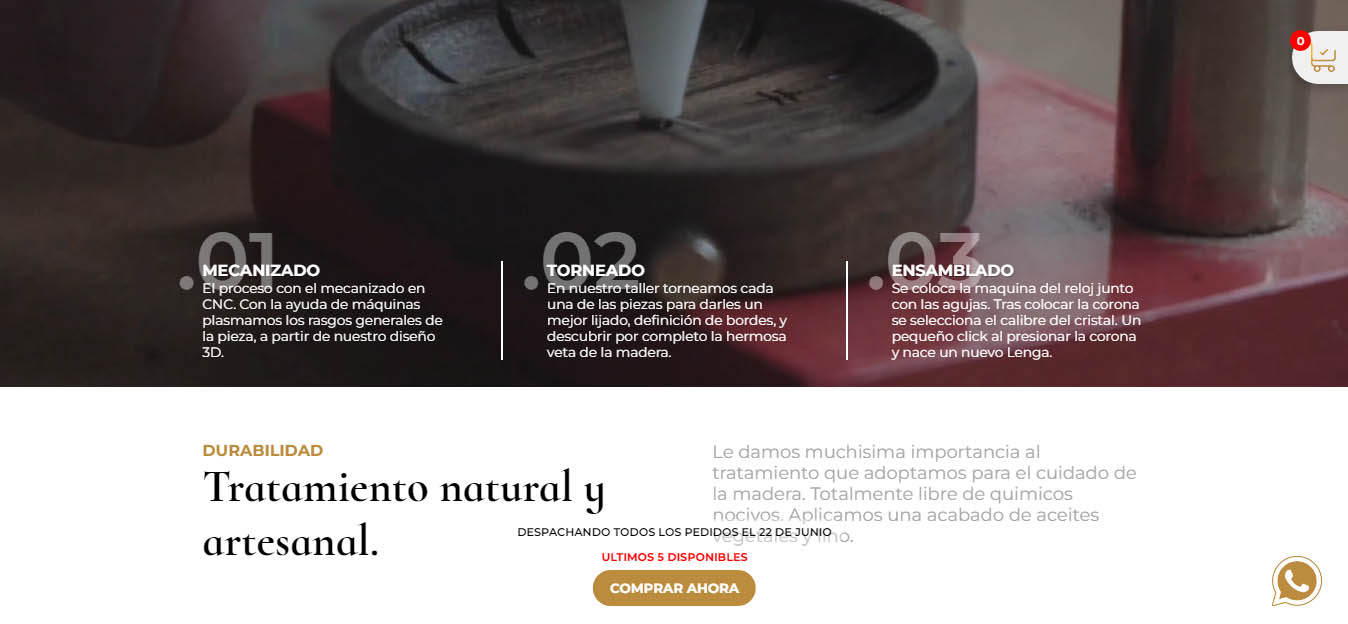 0
.01
MECANIZADO
El proceso con el mecanizado en
CNC. Con la ayuda de máquinas
plasmamos los rasgos generales de
la pieza, a partir de nuestro diseño
3D.
.02
TORNEADO
En nuestro taller torneamos cada
una de las piezas para darles un
mejor lijado, definición de bordes, y
descubrir por completo la hermosa
veta de la madera.
.03
ENSAMBLADO
Se coloca la maquina del reloj junto
con las agujas. Tras colocar la corona
se selecciona el calibre del cristal. Un
pequeño click al presionar la corona
y nace un nuevo Lenga.
DURABILIDAD
Tratamiento natural y
artesanal.
Le damos muchisima importancia al
tratamiento que adoptamos para el cuidado de
la madera. Totalmente libre de quimicos
nocivos. Aplicamos una acabado de aceites
vegetales y lino.
DESPACHANDO TODOS LOS PEDIDOS EL 22 DE JUNIO
ULTIMOS 5 DISPONIBLES
COMPRAR AHORA